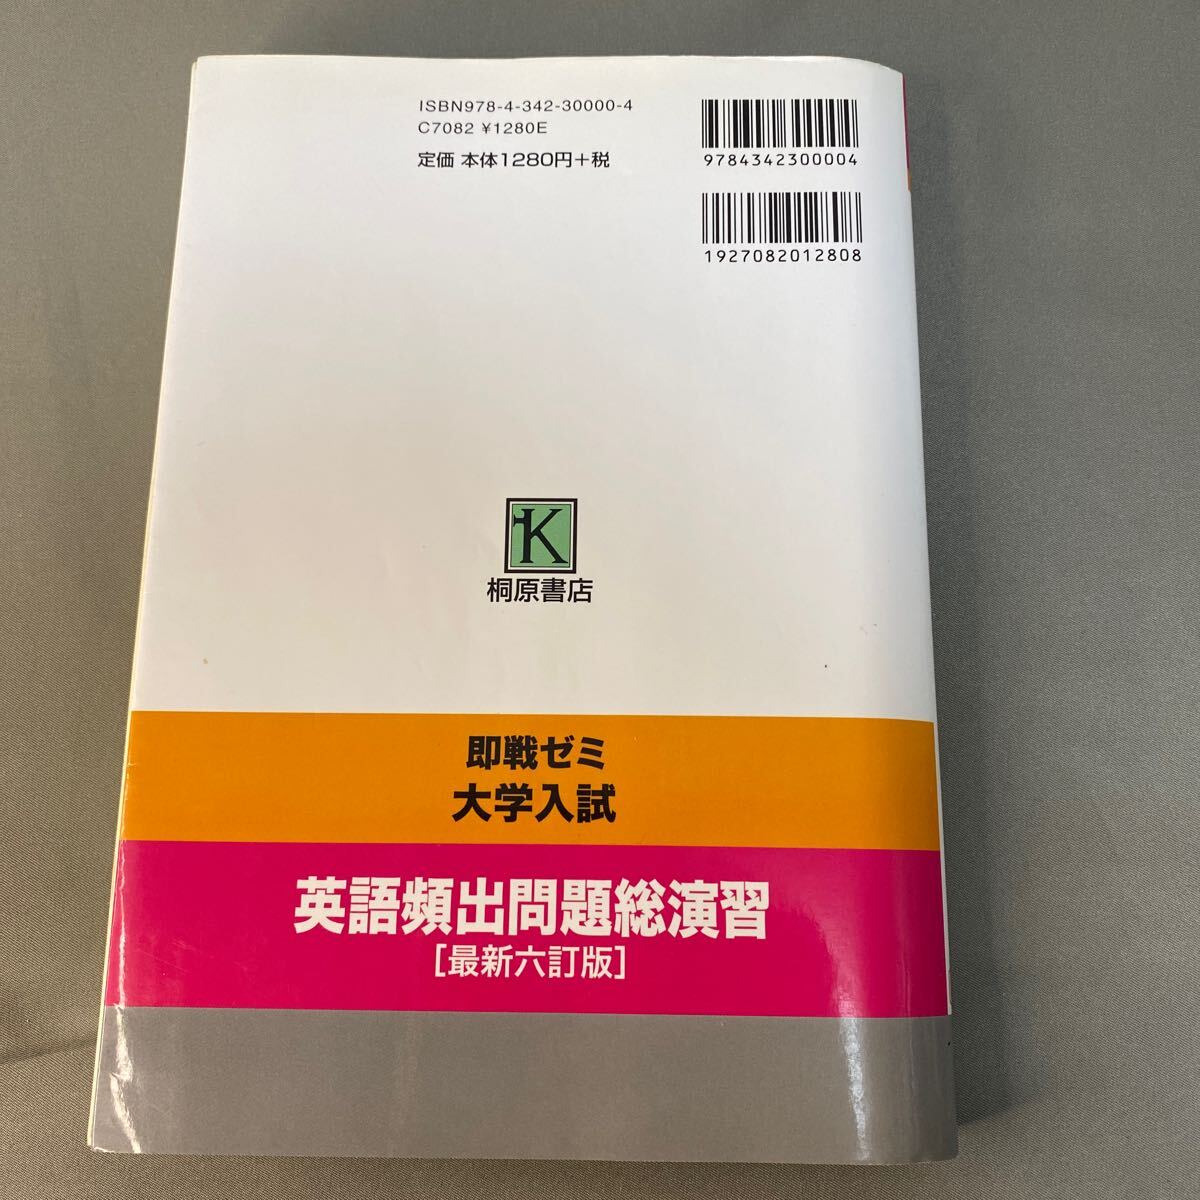 ISBN978-4-342-30000-4
C7082 ¥1280E
定価 本体1280円+税
9784342300004
1927082012808
K
桐原書店
即戦ゼミ
大学入試
英語頻出問題総演習
[最新六訂版]